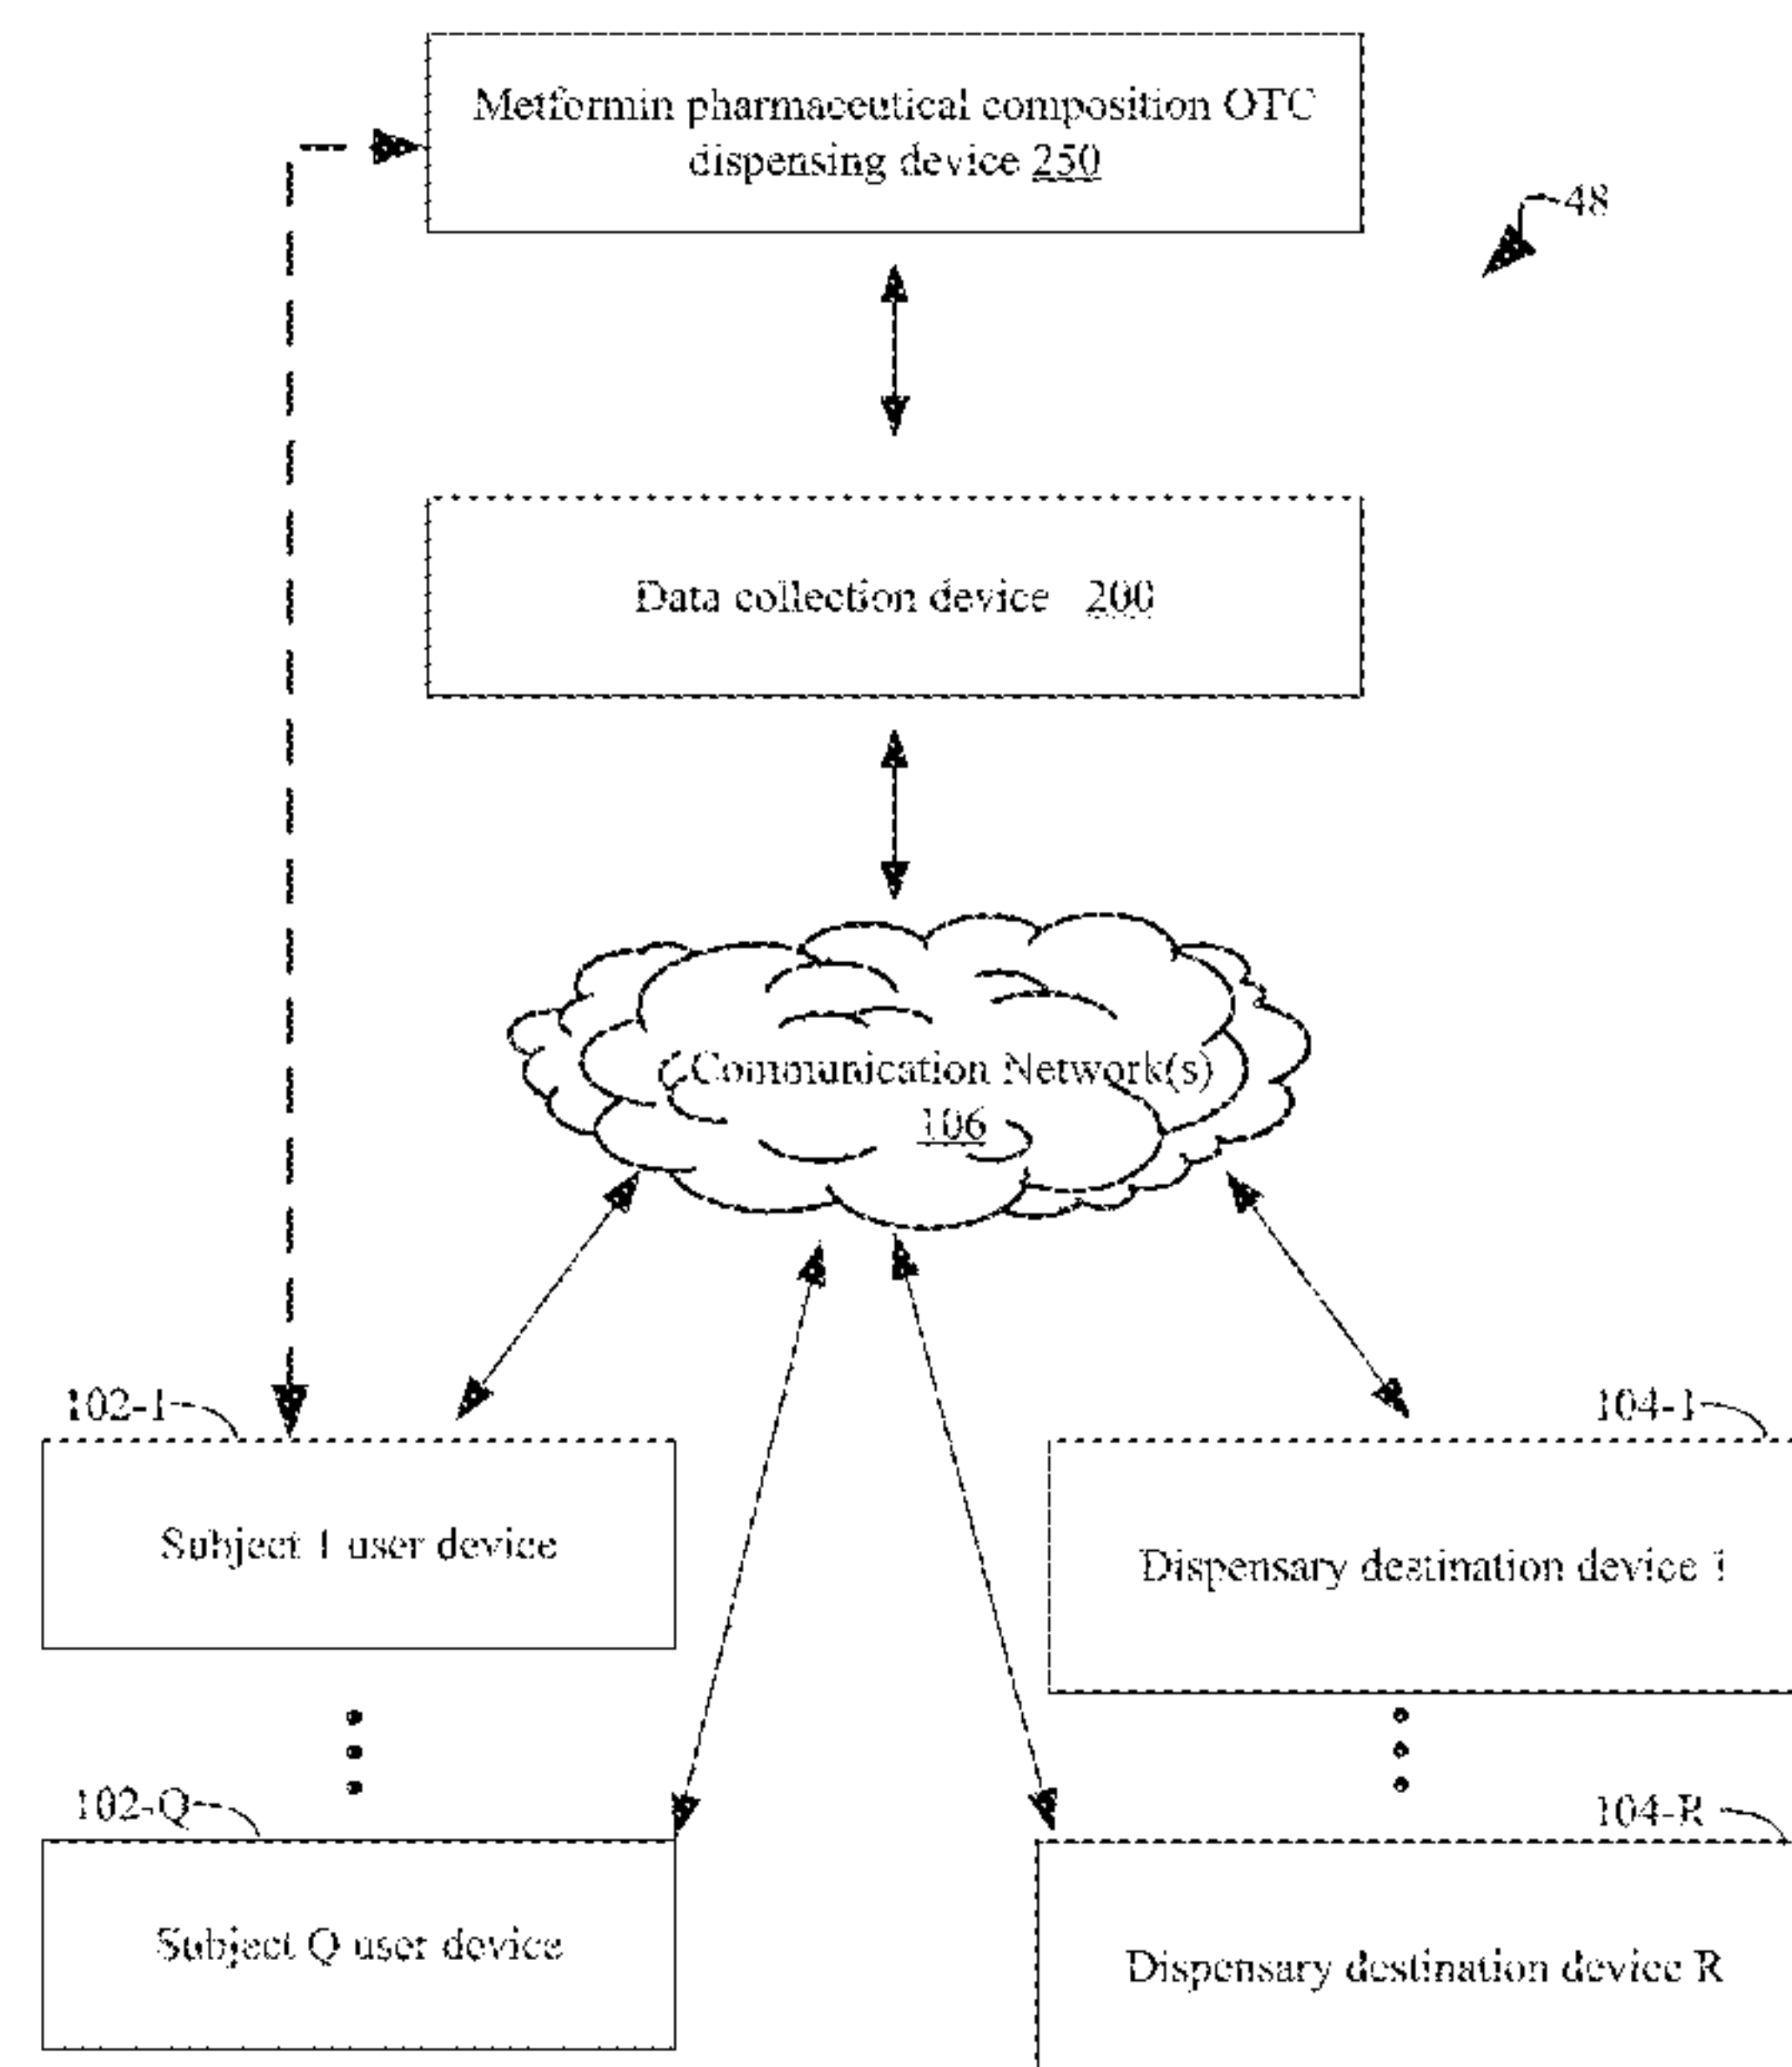 Metformin pharmaceutical composition OTC
dispensing device 250
48
Data collection device 200
Communication Network(s)
106
102-1
104-1
Subject 1 user device
Dispensary destination device 1
102-Q
104-R
Subject Q user device
Dispensary destination device R